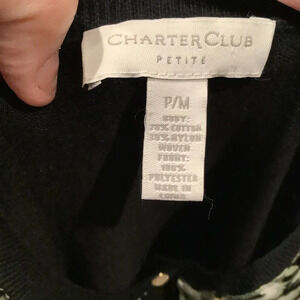 CHARTER CLUB
PETITE
P/M
BODY:
70% COTTON
30% NYLON
WOVEN
FRONT:
100%
POLYESTER
MADE IN
CHINA